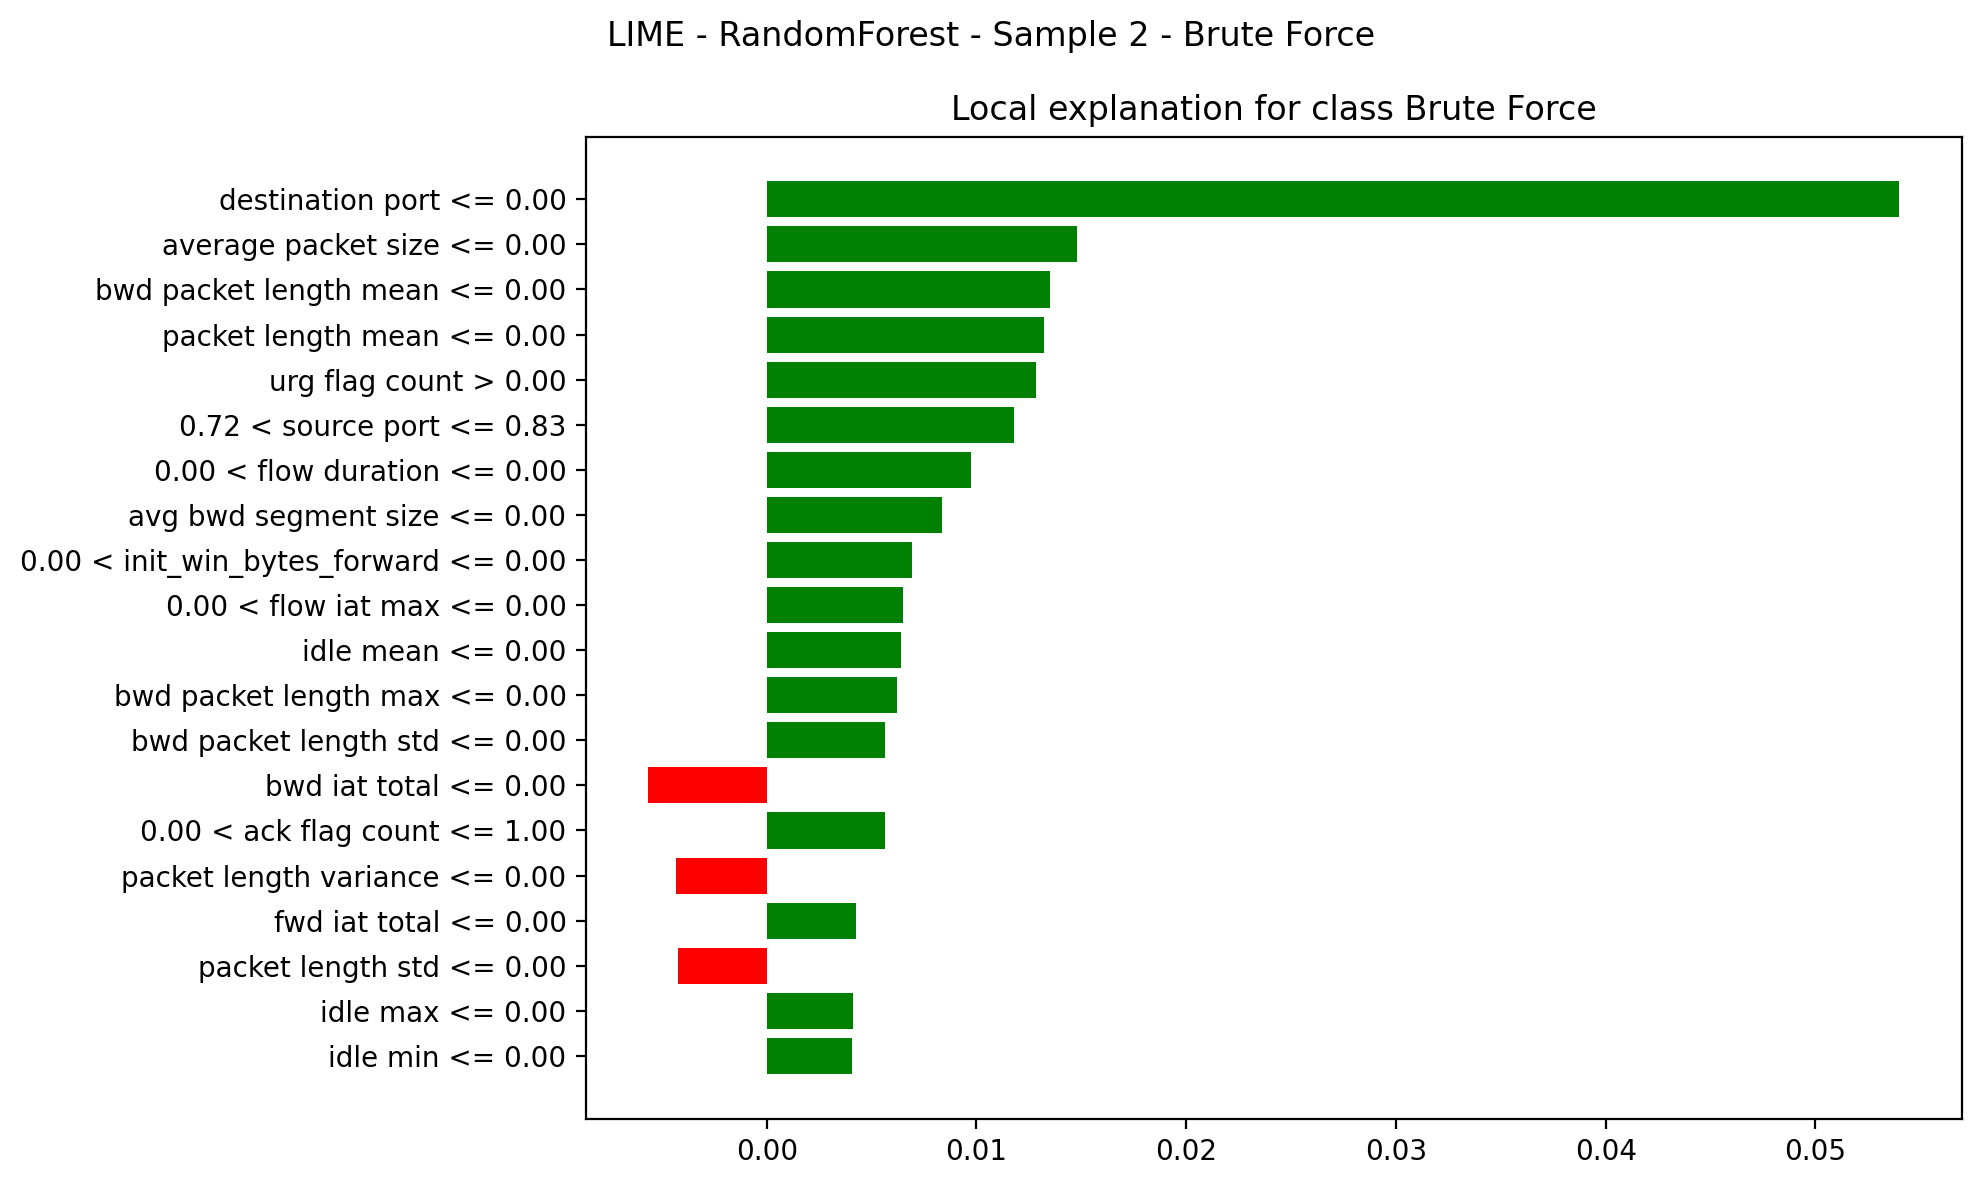 LIME - RandomForest - Sample 2 - Brute Force
Local explanation for class Brute Force
destination port <= 0.00
average packet size <= 0.00
bwd packet length mean <= 0.00
packet length mean <= 0.00
urg flag count > 0.00
0.72 < source port <= 0.83
0.00 < flow duration <= 0.00
avg bwd segment size <= 0.00
0.00 < init_win_bytes_forward <= 0.00
0.00 < flow iat max <= 0.00
idle mean <= 0.00
bwd packet length max <= 0.00
bwd packet length std <= 0.00
bwd iat total <= 0.00
0.00 < ack flag count <= 1.00
packet length variance <= 0.00
fwd iat total <= 0.00
packet length std <= 0.00
idle max <= 0.00
idle min <= 0.00
0.00 0.01 0.02 0.03 0.04 0.05